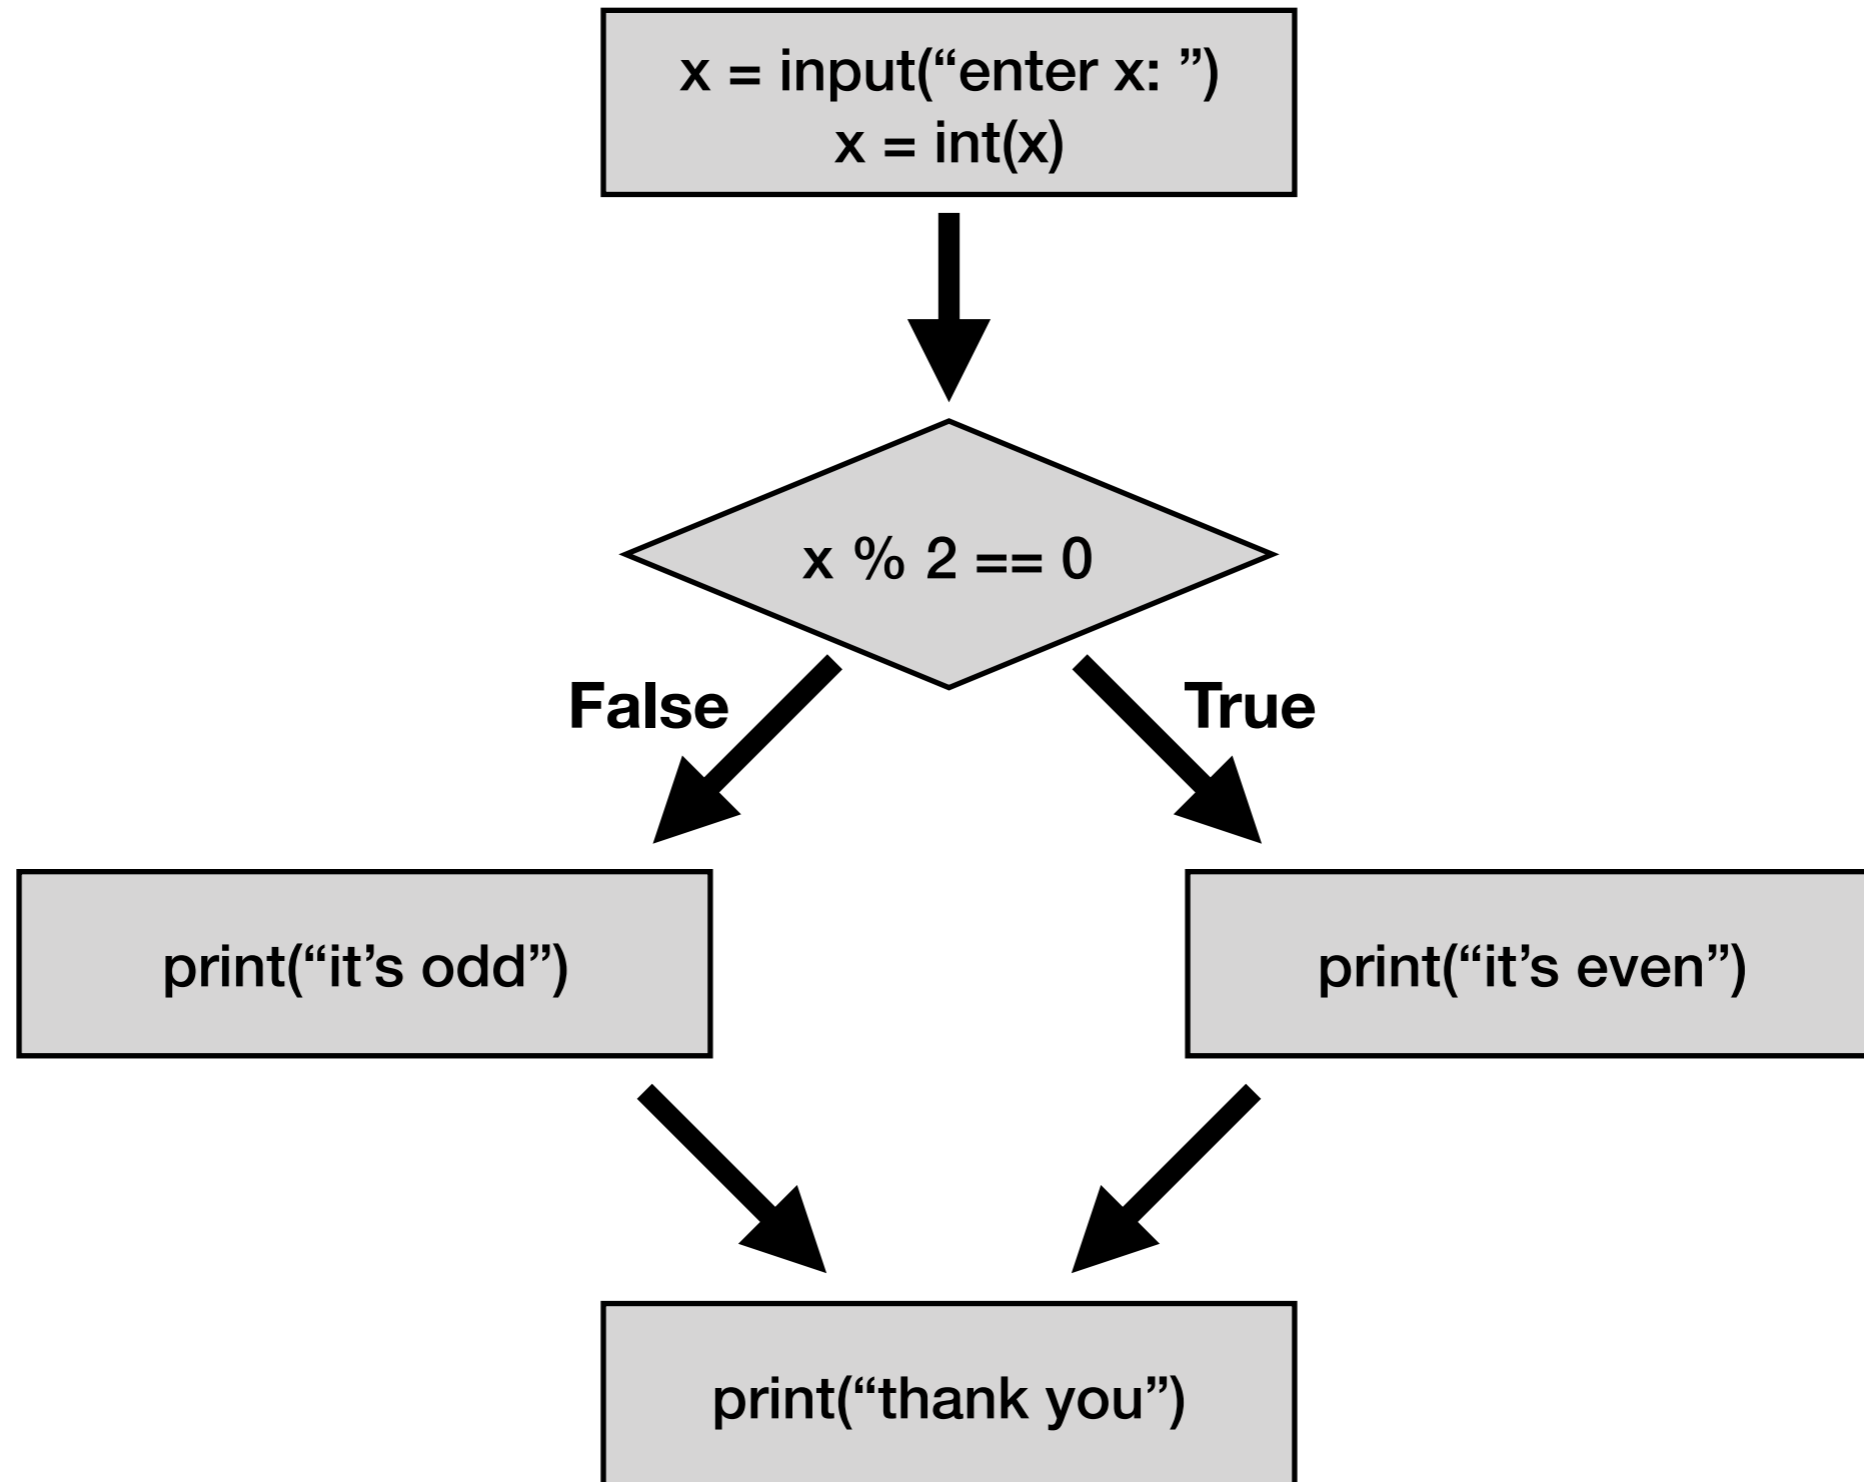 x = input(“enter x: ”)
x = int(x)
x % 2 == 0
False
True
print(“it’s odd”)
print(“it’s even”)
print(“thank you”)